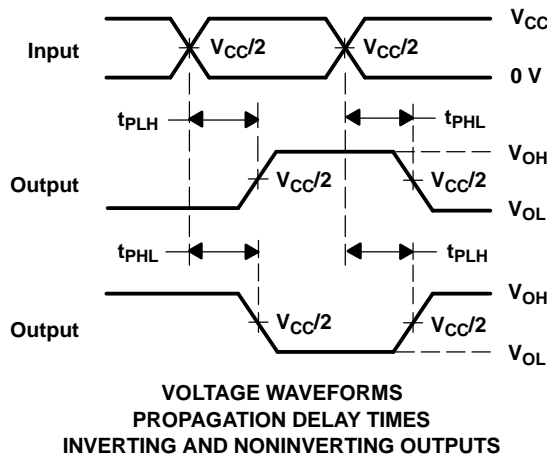 VCC
Input VCC/2 VCC/2
0 V
tPLH tPHL
VOH
Output VCC/2 VCC/2
VOL
tPHL tPLH
VOH
Output VCC/2 VCC/2
VOL
VOLTAGE WAVEFORMS
PROPAGATION DELAY TIMES
INVERTING AND NONINVERTING OUTPUTS